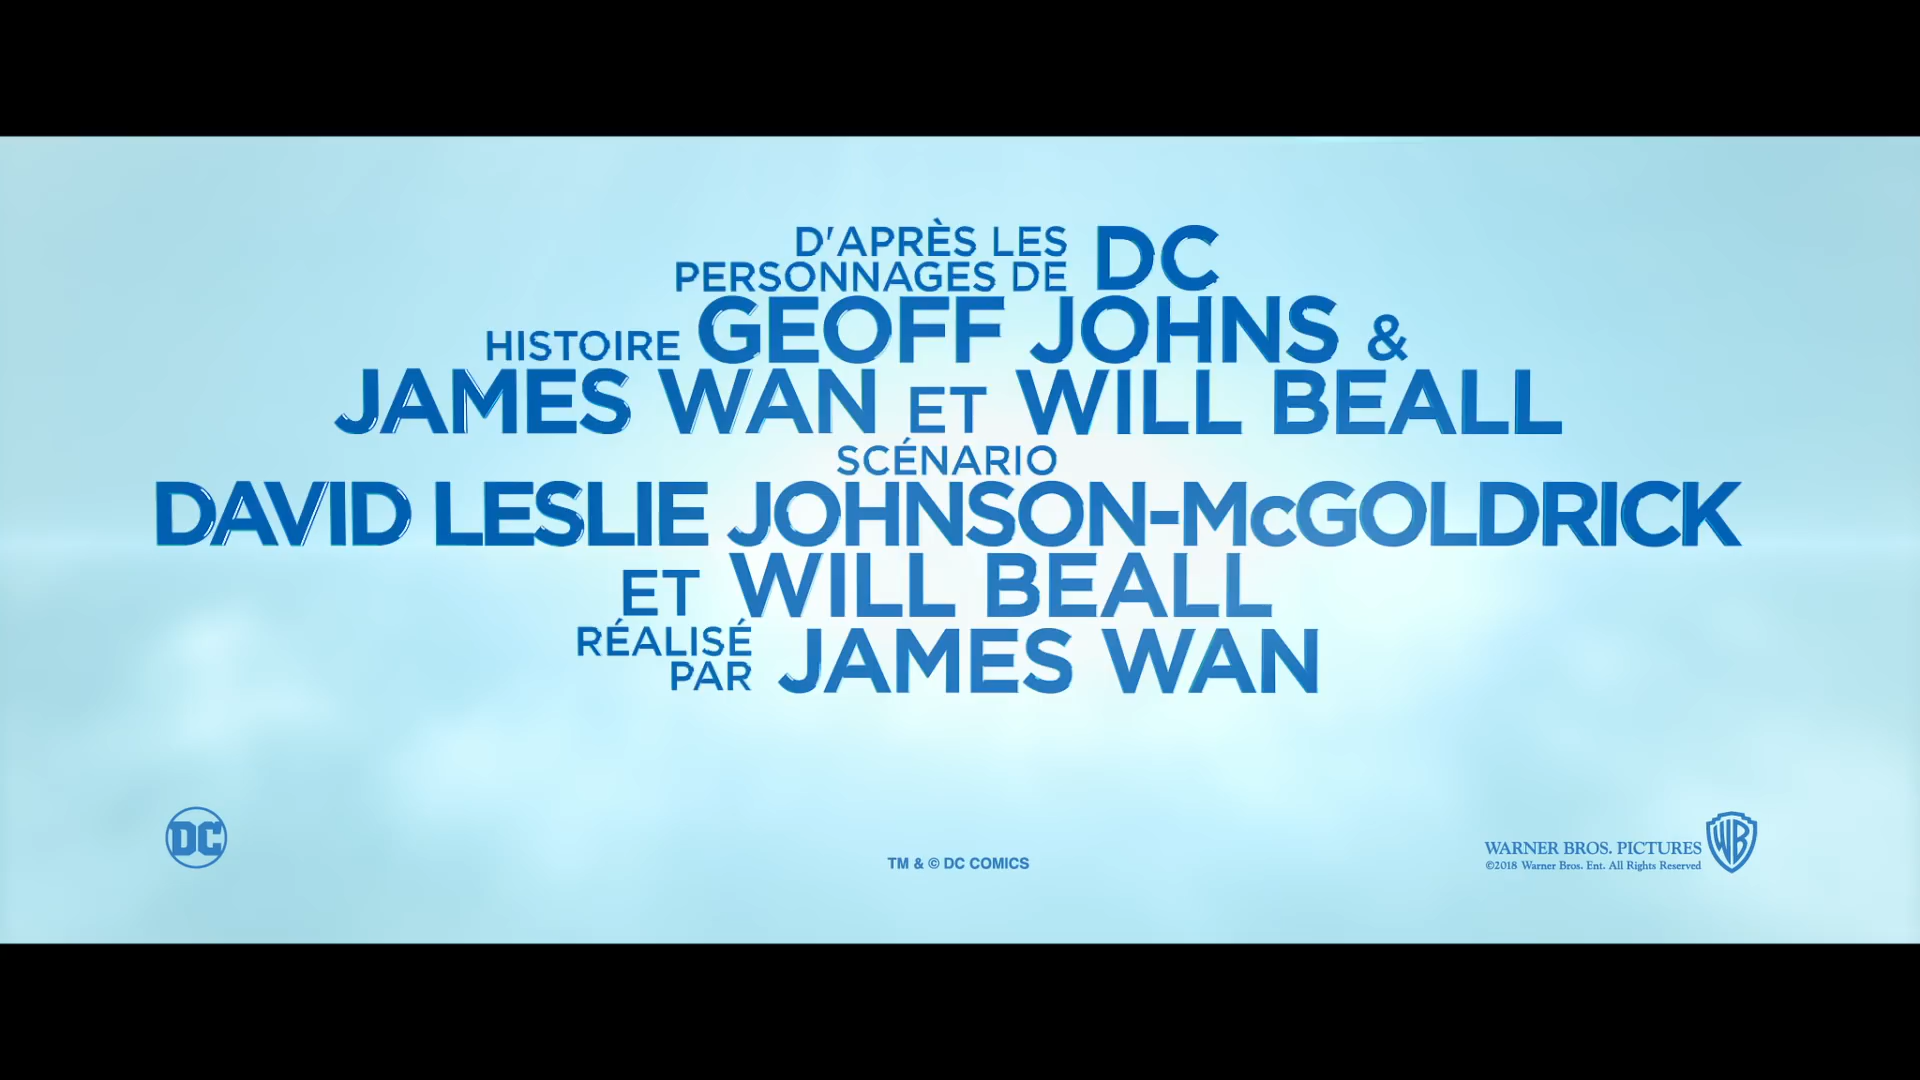 D'APRÈS LES
PERSONNAGES DE DC
HISTOIRE GEOFF JOHNS &
JAMES WAN ET WILL BEALL
SCÉNARIO
DAVID LESLIE JOHNSON-McGOLDRICK
ET WILL BEALL
RÉALISÉ
PAR JAMES WAN
DC
TM & © DC COMICS
WARNER BROS. PICTURES
©2018 Warner Bros. Ent. All Rights Reserved
WB